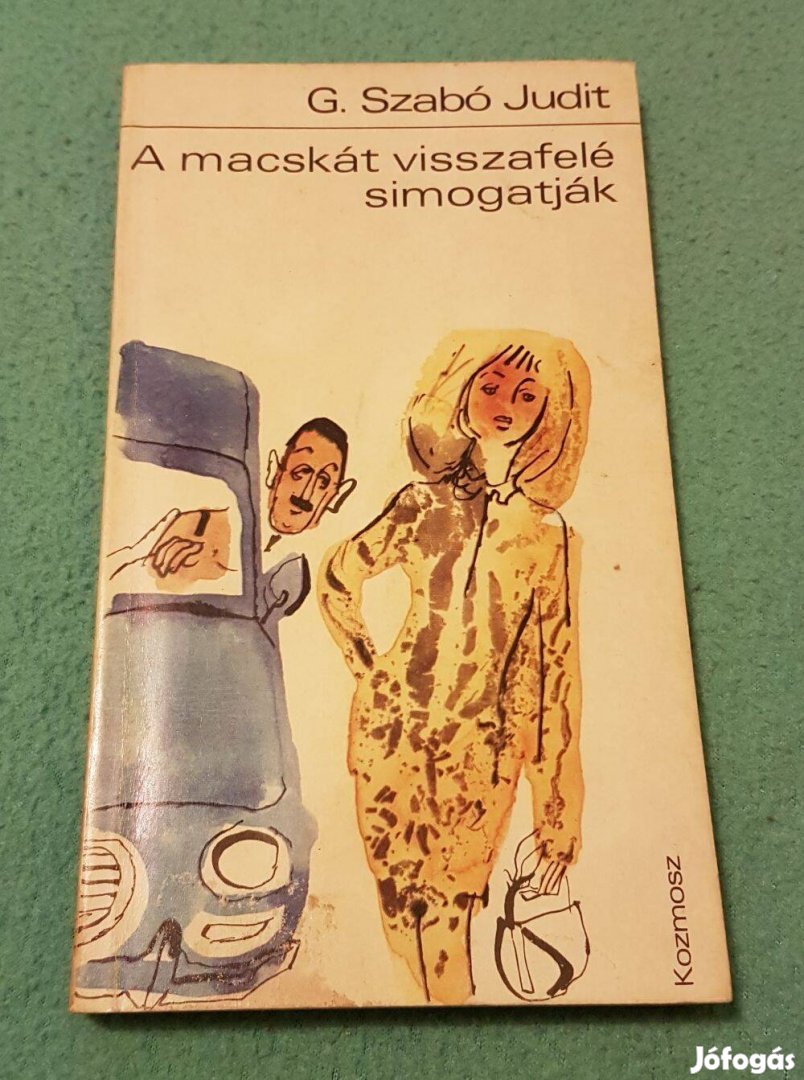 G. Szabó Judit
A macskát visszafelé
simogatják
Kozmosz
Jófogás